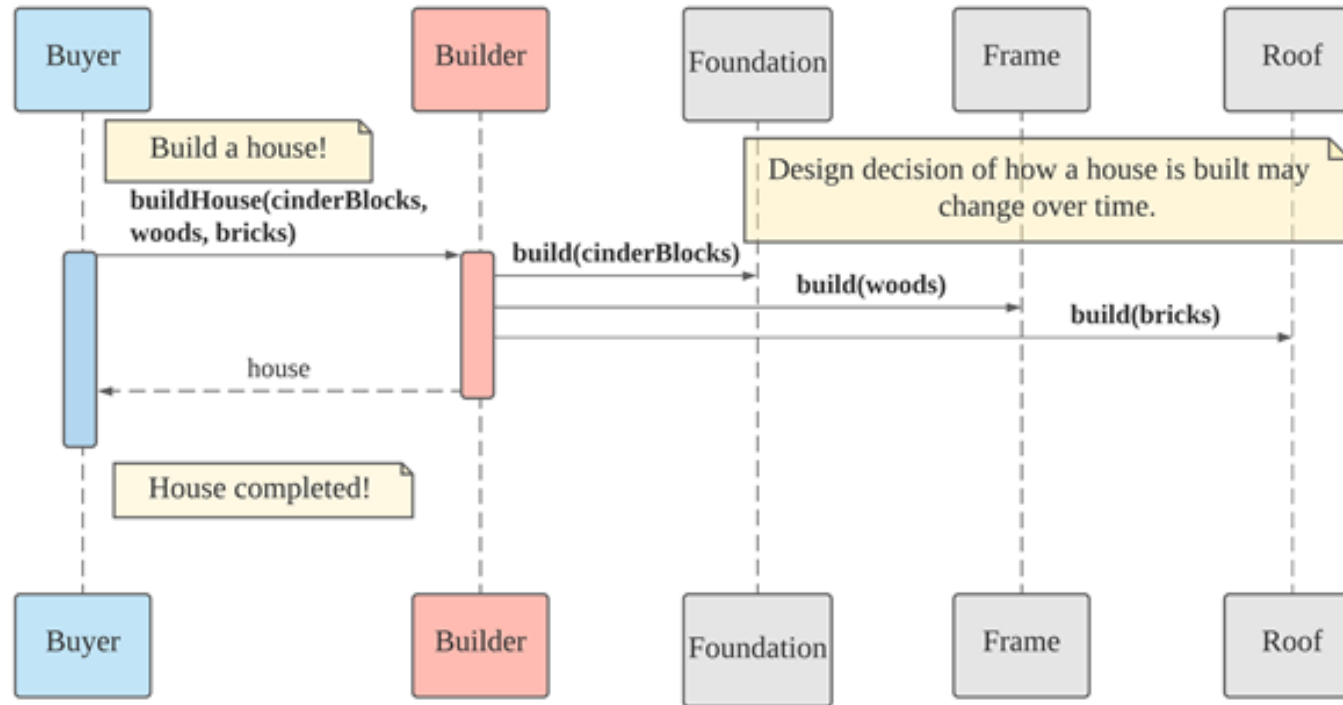 Buyer
Builder
Foundation
Frame
Roof
Build a house!
Design decision of how a house is built may
change over time.
buildHouse(cinderBlocks,
woods, bricks)
build(cinderBlocks)
build(woods)
build(bricks)
house
House completed!
Buyer
Builder
Foundation
Frame
Roof